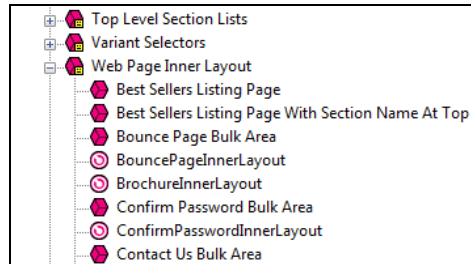 Top Level Section Lists
Variant Selectors
Web Page Inner Layout
Best Sellers Listing Page
Best Sellers Listing Page With Section Name At Top
Bounce Page Bulk Area
BouncePageInnerLayout
BrochureInnerLayout
Confirm Password Bulk Area
ConfirmPasswordInnerLayout
Contact Us Bulk Area